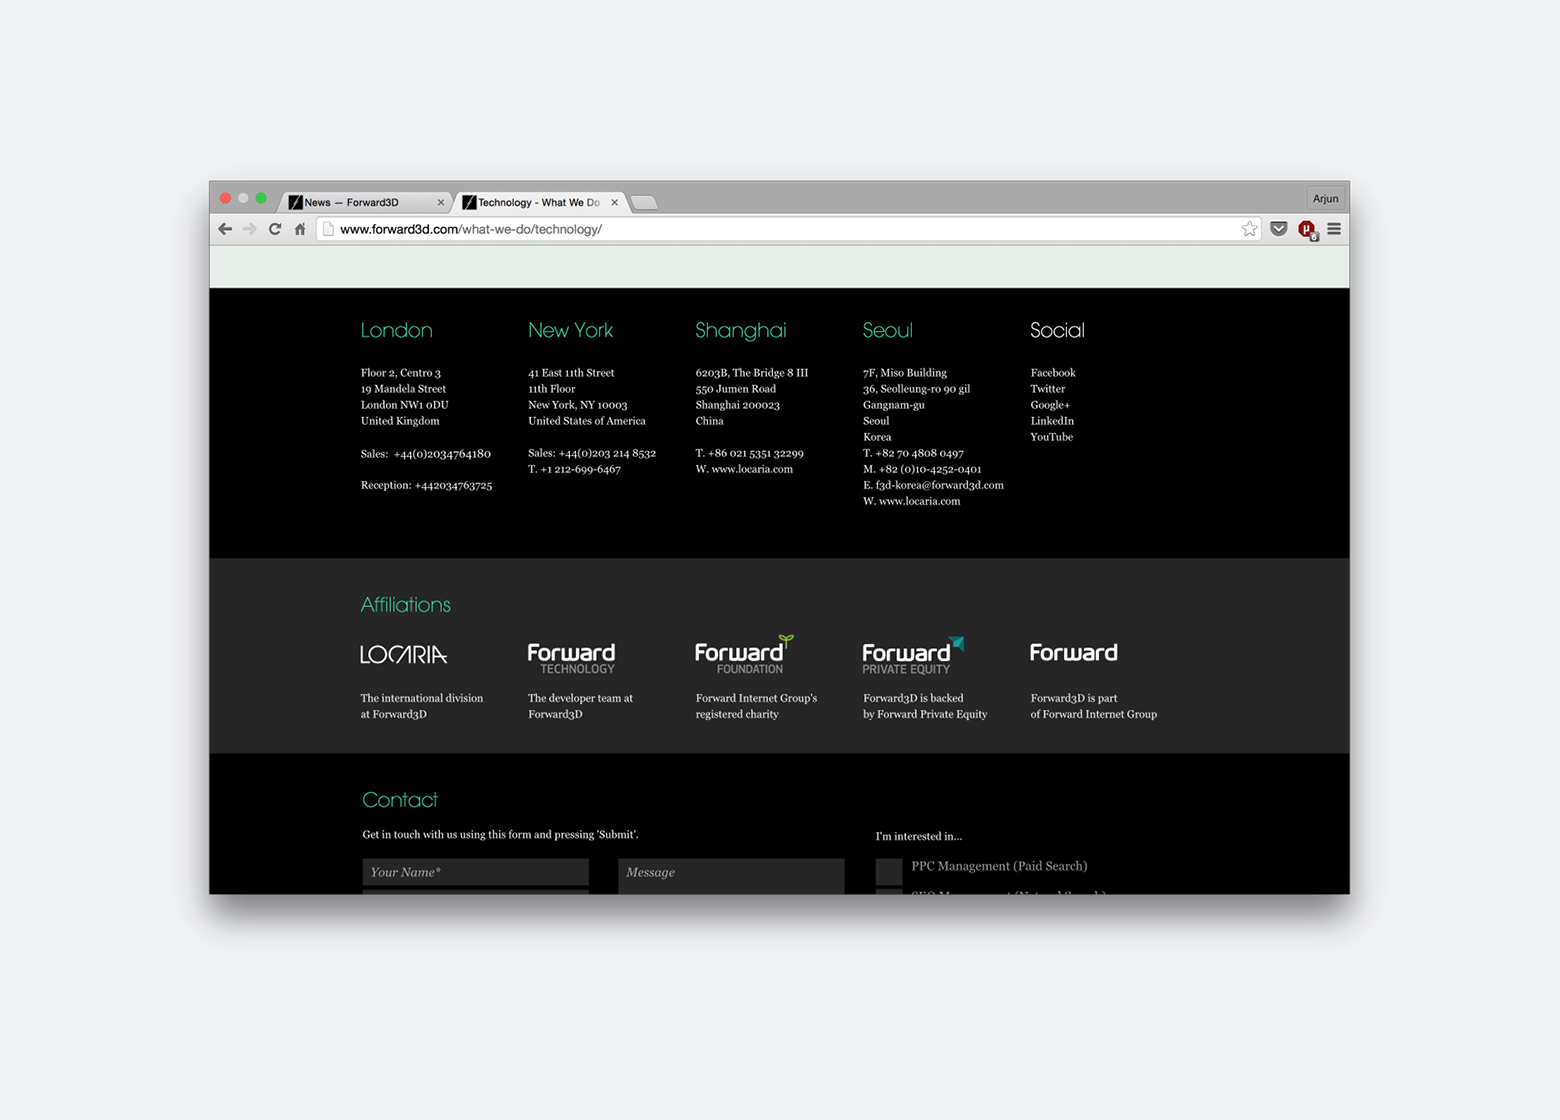 News — Forward3D
Technology - What We Do
Arjun
www.forward3d.com/what-we-do/technology/
London
Floor 2, Centro 3
19 Mandela Street
London NW1 0DU
United Kingdom
Sales: +44(0)2034764180
Reception: +442034763725
New York
41 East 11th Street
11th Floor
New York, NY 10003
United States of America
Sales: +44(0)203 214 8532
T. +1 212-699-6467
Shanghai
6203B, The Bridge 8 III
550 Jumen Road
Shanghai 200023
China
T. +86 021 5351 32299
W. www.locaria.com
Seoul
7F, Miso Building
36, Seolleung-ro 90 gil
Gangnam-gu
Seoul
Korea
T. +82 70 4808 0497
M. +82 (0)10-4252-0401
E. f3d-korea@forward3d.com
W. www.locaria.com
Social
Facebook
Twitter
Google+
LinkedIn
YouTube
Affiliations
LOCARIA
The international division
at Forward3D
Forward
TECHNOLOGY
The developer team at
Forward3D
Forward
FOUNDATION
Forward Internet Group's
registered charity
Forward
PRIVATE EQUITY
Forward3D is backed
by Forward Private Equity
Forward
Forward3D is part
of Forward Internet Group
Contact
Get in touch with us using this form and pressing 'Submit'.
Your Name*
Message
I'm interested in...
PPC Management (Paid Search)